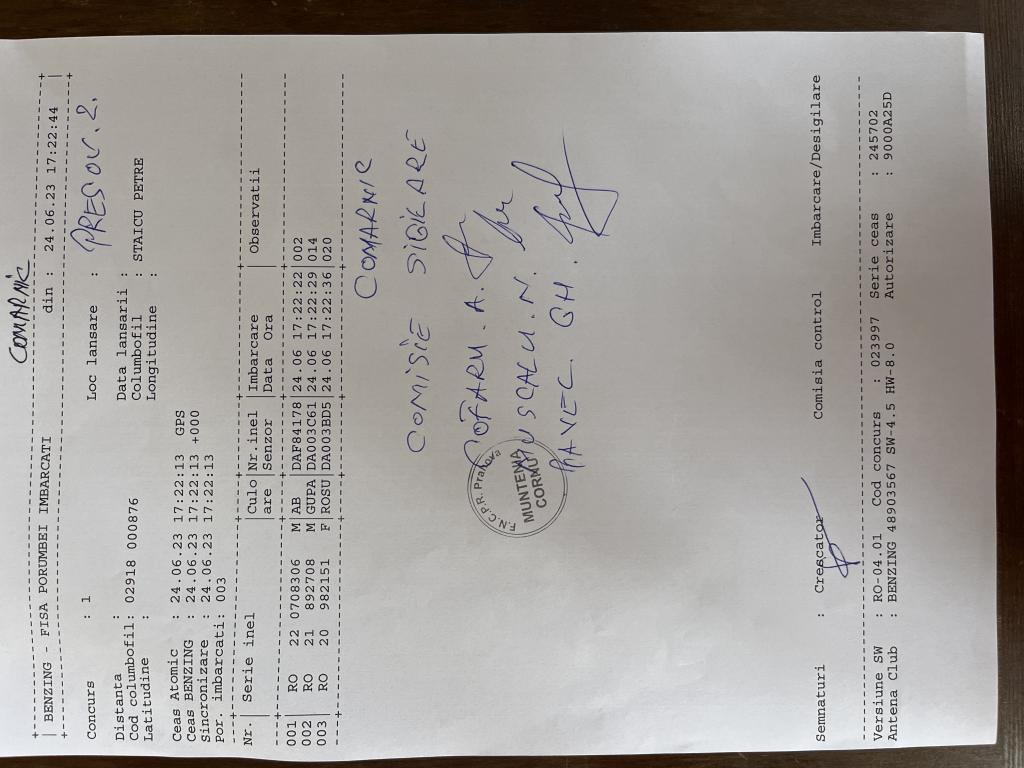 COMARNIC
BENZING - FISA PORUMBEI IMBARCATI din : 24.06.23 17:22:44
Concurs : 1 Loc lansare : PRESOV. 2.
Distanta Data lansarii :
Cod columbofil: 02918 000876 Columbofil : STAICU PETRE
Latitudine : Longitudine :
Ceas Atomic : 24.06.23 17:22:13 GPS
Ceas BENZING : 24.06.23 17:22:13 +000
Sincronizare : 24.06.23 17:22:13
Por. imbarcati: 003
Nr.| Serie inel |Culo|Nr.inel |Imbarcare | Observatii
|are |Senzor |Data Ora |
001| RO 22 0708306 M|AB |DAF84178|24.06 17:22:22|002
002| RO 21 892708 M|GUPA|DA003C61|24.06 17:22:29|014
003| RO 20 982151 F|ROSU|DA003BD5|24.06 17:22:36|020
COMARNIC
COMISIE SIGILARE
COTARU. A.
MUSCALU. N.
PAVEL. GH.
F.N.C.P.R. Prahova
MUNTENIA
CORMU
Semnaturi : Crescator Comisia control Imbarcare/Desigilare
Versiune SW : RO-04.01 Cod concurs : 023997 Serie ceas : 245702
Antena Club : BENZING 48903567 SW-4.5 HW-8.0 Autorizare : 9000A25D